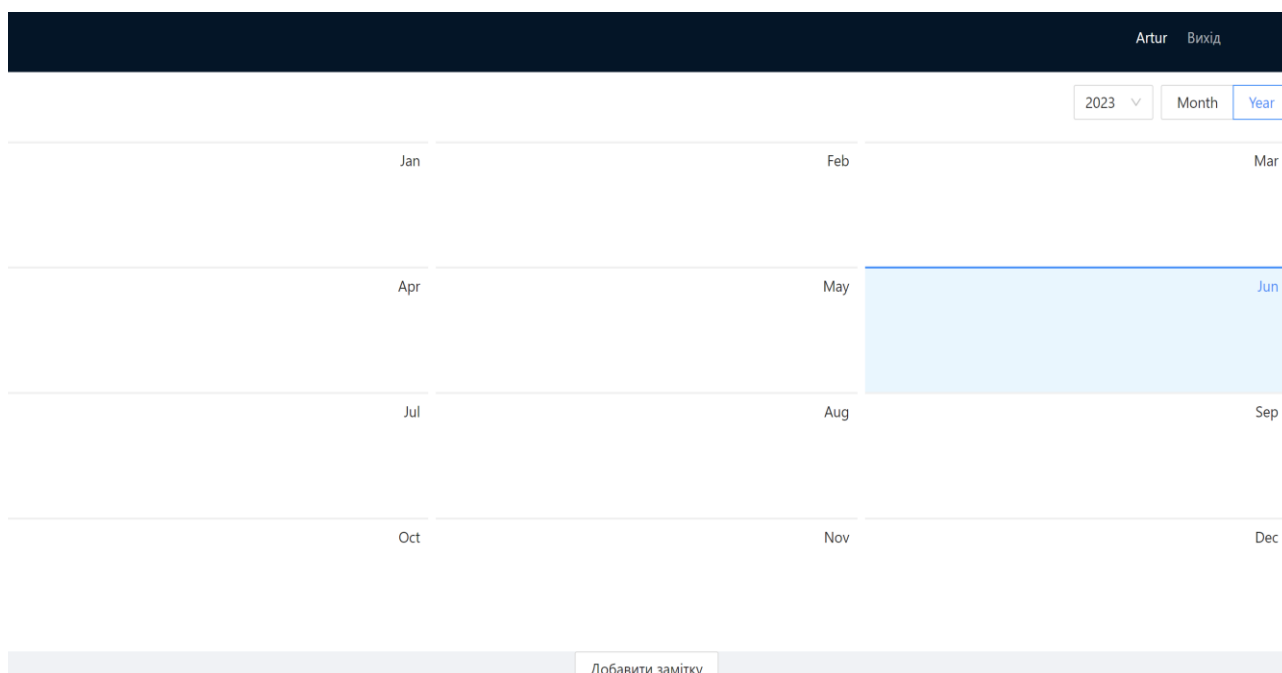 Artur Вихід
2023 Month Year
Jan Feb Mar
Apr May Jun
Jul Aug Sep
Oct Nov Dec
Добавити замітку